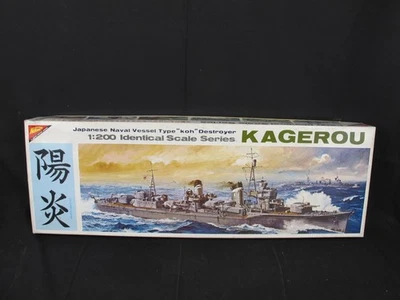 Japanese Naval Vessel Type "koh" Destroyer
1:200 Identical Scale Series
KAGEROU
陽炎